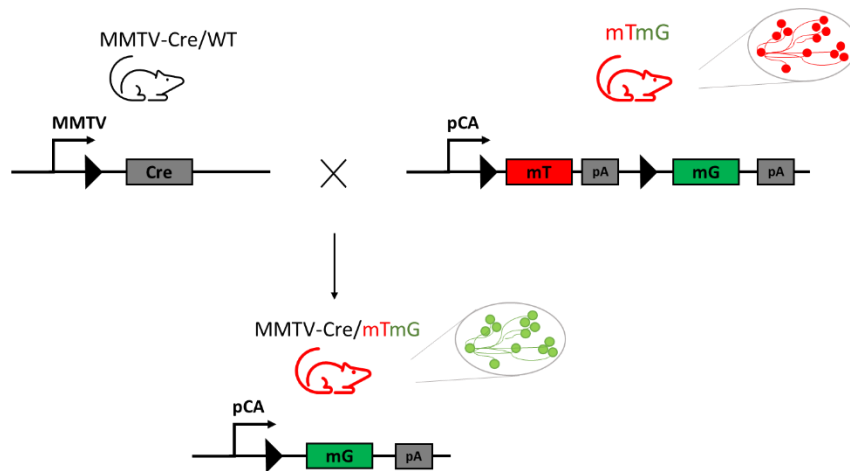 MMTV-Cre/WT
mTmG
MMTV
pCA
Cre
mT
pA
mG
pA
MMTV-Cre/mTmG
pCA
mG
pA